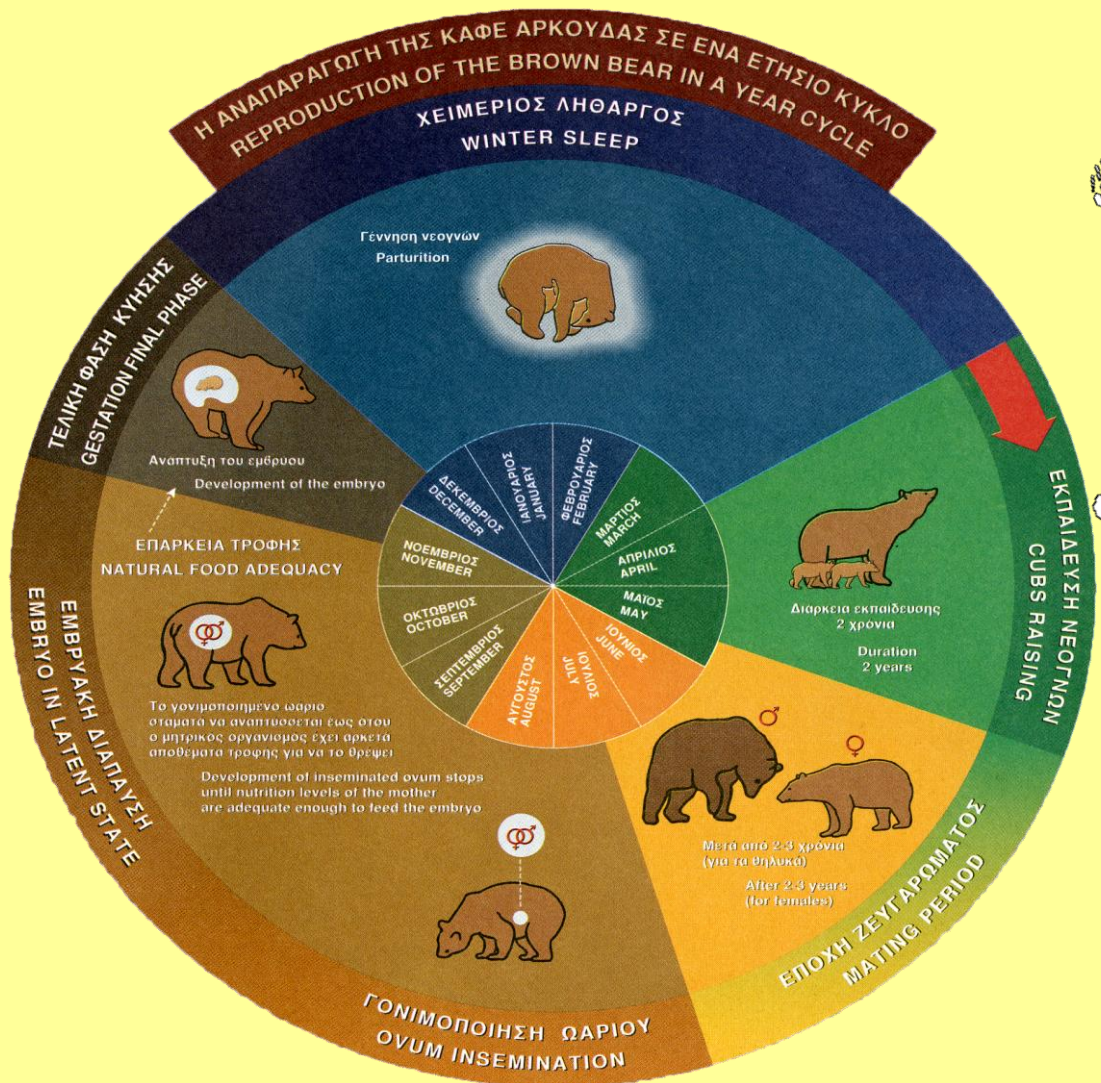 Η ΑΝΑΠΑΡΑΓΩΓΗ ΤΗΣ ΚΑΦΕ ΑΡΚΟΥΔΑΣ ΣΕ ΕΝΑ ΕΤΗΣΙΟ ΚΥΚΛΟ
REPRODUCTION OF THE BROWN BEAR IN A YEAR CYCLE
ΧΕΙΜΕΡΙΟΣ ΛΗΘΑΡΓΟΣ
WINTER SLEEP
Γέννηση νεογνών
Parturition
ΤΕΛΙΚΗ ΦΑΣΗ ΚΥΗΣΗΣ
GESTATION FINAL PHASE
Αναπτυξη του εμβρυου
Development of the embryo
ΔΕΚΕΜΒΡΙΟΣ
DECEMBER
ΙΑΝΟΥΑΡΙΟΣ
JANUARY
ΦΕΒΡΟΥΑΡΙΟΣ
FEBRUARY
ΜΑΡΤΙΟΣ
MARCH
ΑΠΡΙΛΙΟΣ
APRIL
ΜΑΪΟΣ
MAY
ΙΟΥΝΙΟΣ
JUNE
ΙΟΥΛΙΟΣ
JULY
ΑΥΓΟΥΣΤΟΣ
AUGUST
ΣΕΠΤΕΜΒΡΙΟΣ
SEPTEMBER
ΟΚΤΩΒΡΙΟΣ
OCTOBER
ΝΟΕΜΒΡΙΟΣ
NOVEMBER
ΕΚΠΑΙΔΕΥΣΗ ΝΕΟΓΝΩΝ
CUBS RAISING
Διάρκεια εκπαίδευσης
2 χρόνια
Duration
2 years
ΕΠΑΡΚΕΙΑ ΤΡΟΦΗΣ
NATURAL FOOD ADEQUACY
ΕΜΒΡΥΑΚΗ ΔΙΑΠΑΥΣΗ
EMBRYO IN LATENT STATE
Το γονιμοποιημένο ωάριο
σταματά να αναπτύσσεται έως ότου
ο μητρικός οργανισμός έχει αρκετά
αποθέματα τροφης για να το θρέψει
Development of inseminated ovum stops
until nutrition levels of the mother
are adequate enough to feed the embryo
Μετά από 2-3 χρόνια
(για τα θηλυκά)
After 2-3 years
(for females)
ΕΠΟΧΗ ΖΕΥΓΑΡΩΜΑΤΟΣ
MATING PERIOD
ΓΟΝΙΜΟΠΟΙΗΣΗ ΩΑΡΙΟΥ
OVUM INSEMINATION